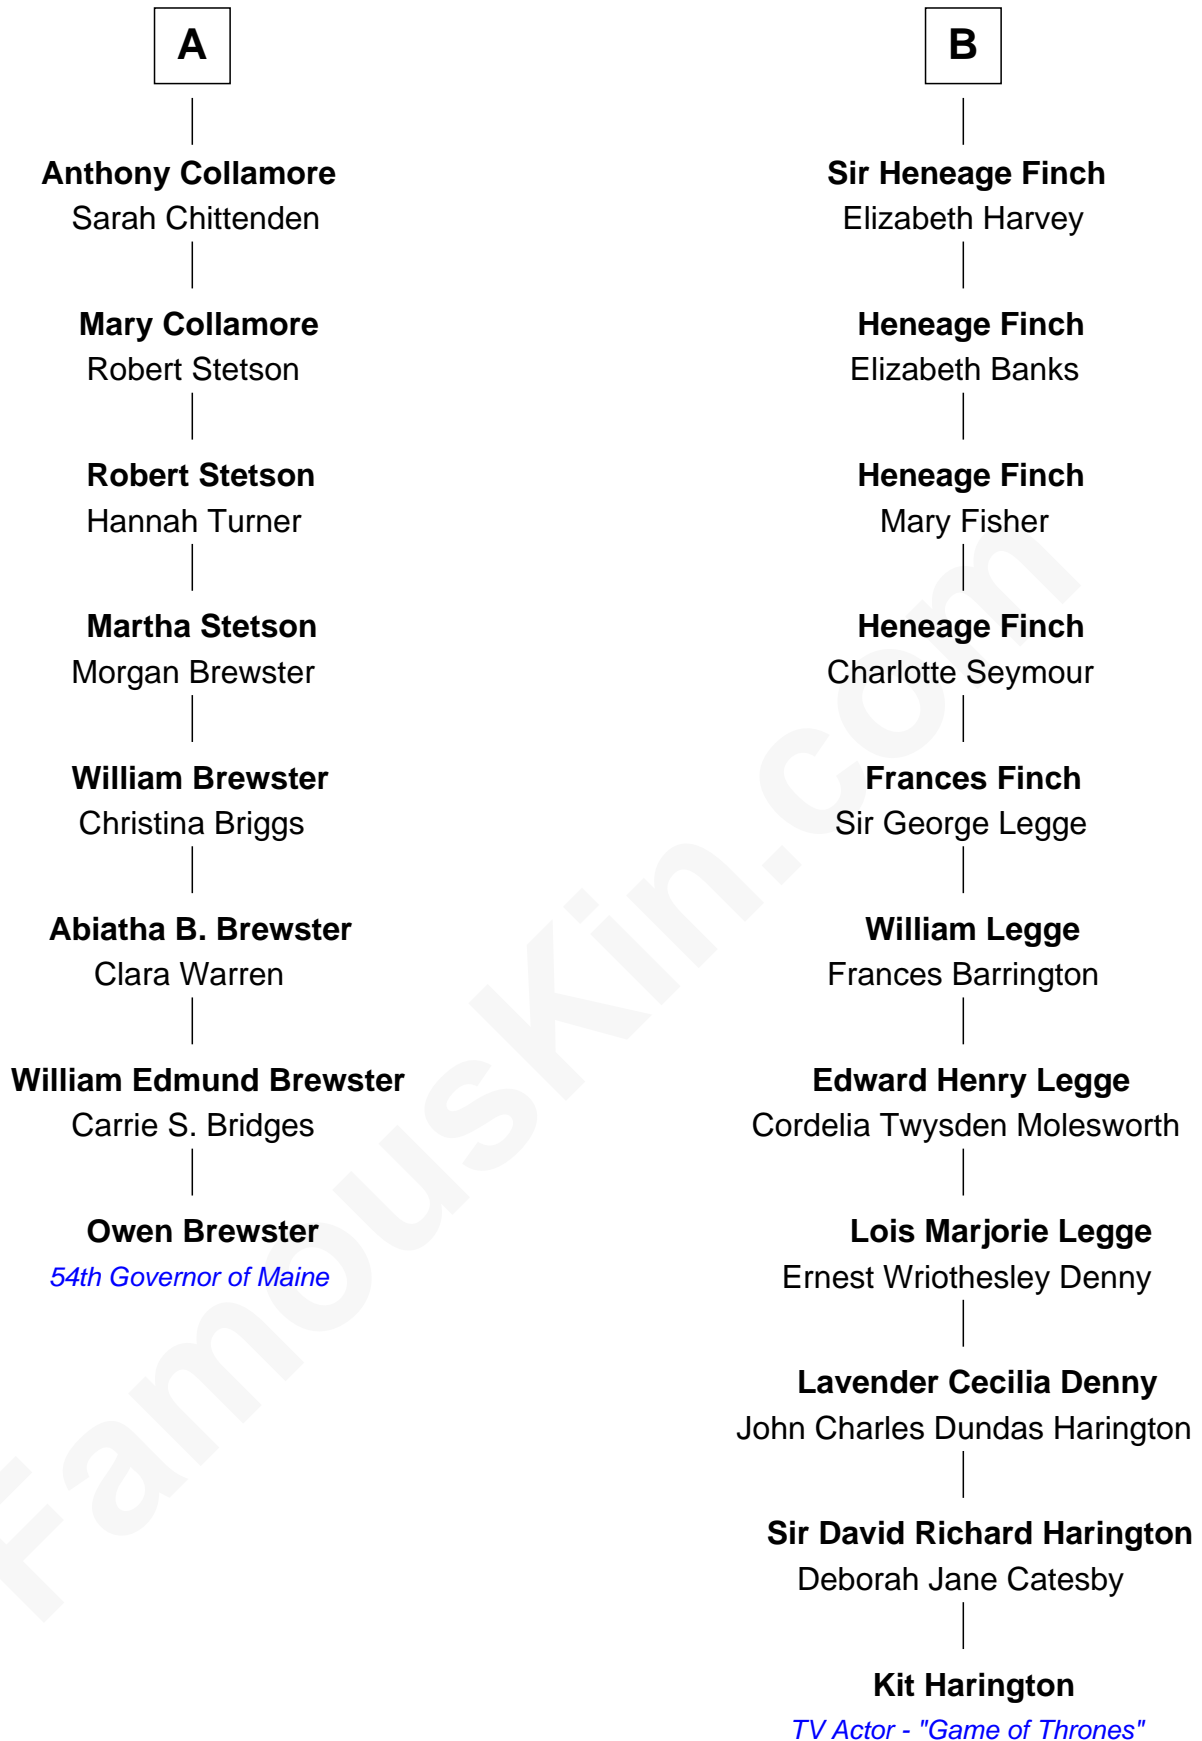 A
Anthony Collamore
Sarah Chittenden
Mary Collamore
Robert Stetson
Robert Stetson
Hannah Turner
Martha Stetson
Morgan Brewster
William Brewster
Christina Briggs
Abiatha B. Brewster
Clara Warren
William Edmund Brewster
Carrie S. Bridges
Owen Brewster
54th Governor of Maine
B
Sir Heneage Finch
Elizabeth Harvey
Heneage Finch
Elizabeth Banks
Heneage Finch
Mary Fisher
Heneage Finch
Charlotte Seymour
Frances Finch
Sir George Legge
William Legge
Frances Barrington
Edward Henry Legge
Cordelia Twysden Molesworth
Lois Marjorie Legge
Ernest Wriothesley Denny
Lavender Cecilia Denny
John Charles Dundas Harington
Sir David Richard Harington
Deborah Jane Catesby
Kit Harington
TV Actor - "Game of Thrones"
FamousKin.com